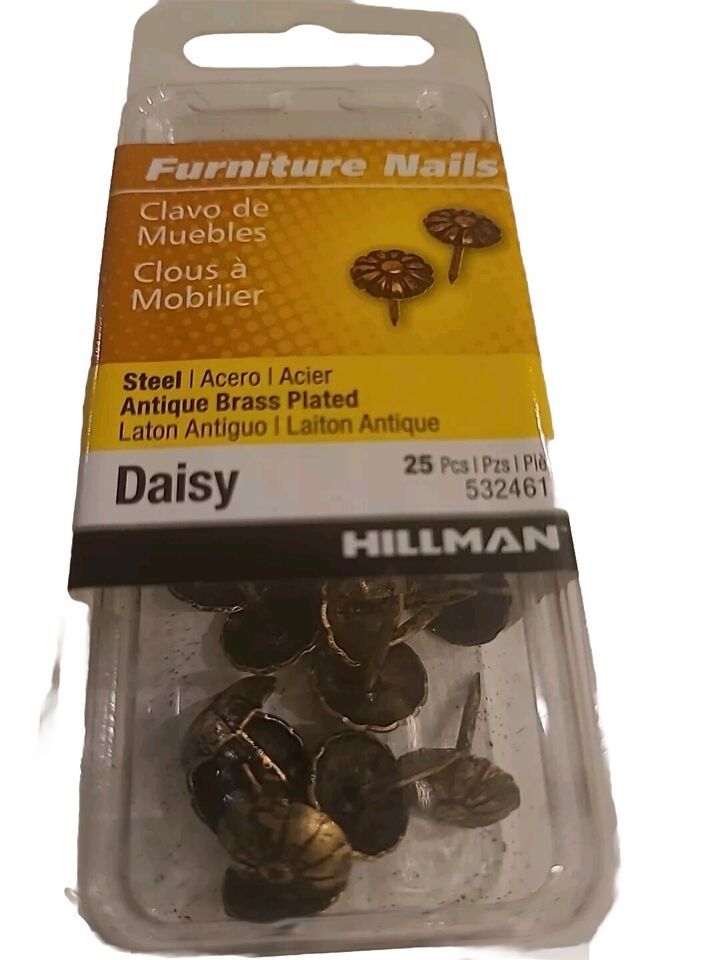 Furniture Nails
Clavo de
Muebles
Clous à
Mobilier
Steel | Acero | Acier
Antique Brass Plated
Laton Antiguo | Laiton Antique
Daisy
25 Pcs | Pzs | Piè
532461
HILLMAN